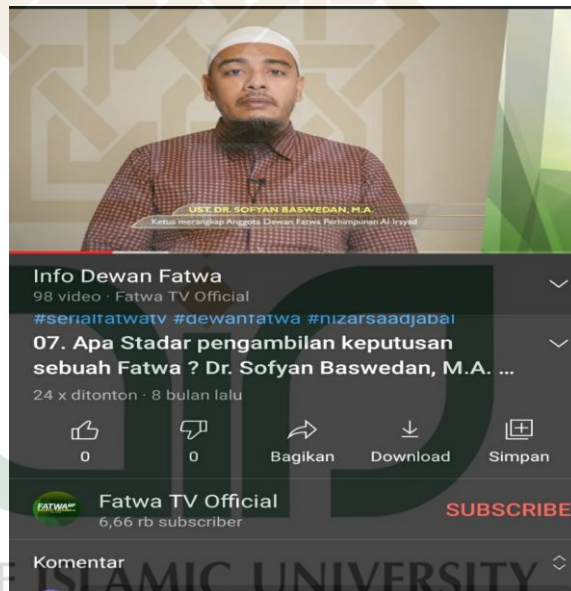 UST. DR. SOFYAN BASWEDAN, M.A.
Ketua merangkap Anggota Dewan Fatwa Perhimpunan Al Irsyad
Info Dewan Fatwa
98 video · Fatwa TV Official
#serialfatwatv #dewanfatwa #nizarsaadjabal
07. Apa Stadar pengambilan keputusan
sebuah Fatwa ? Dr. Sofyan Baswedan, M.A. ...
24 x ditonton · 8 bulan lalu
0 0 Bagikan Download Simpan
FATWA
Fatwa TV Official
SUBSCRIBE
6,66 rb subscriber
Komentar
E ISLAMIC UNIVERSITY